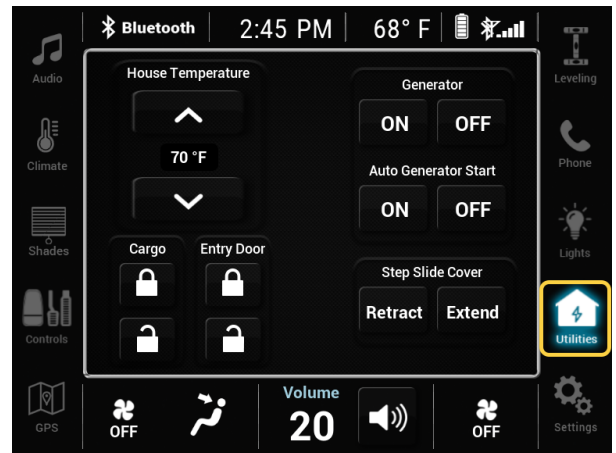 Bluetooth 2:45 PM 68° F
Audio
Climate
Shades
Controls
GPS
House Temperature
70 °F
Cargo Entry Door
Generator
ON OFF
Auto Generator Start
ON OFF
Step Slide Cover
Retract Extend
Leveling
Phone
Lights
Utilities
Settings
OFF
Volume
20
OFF